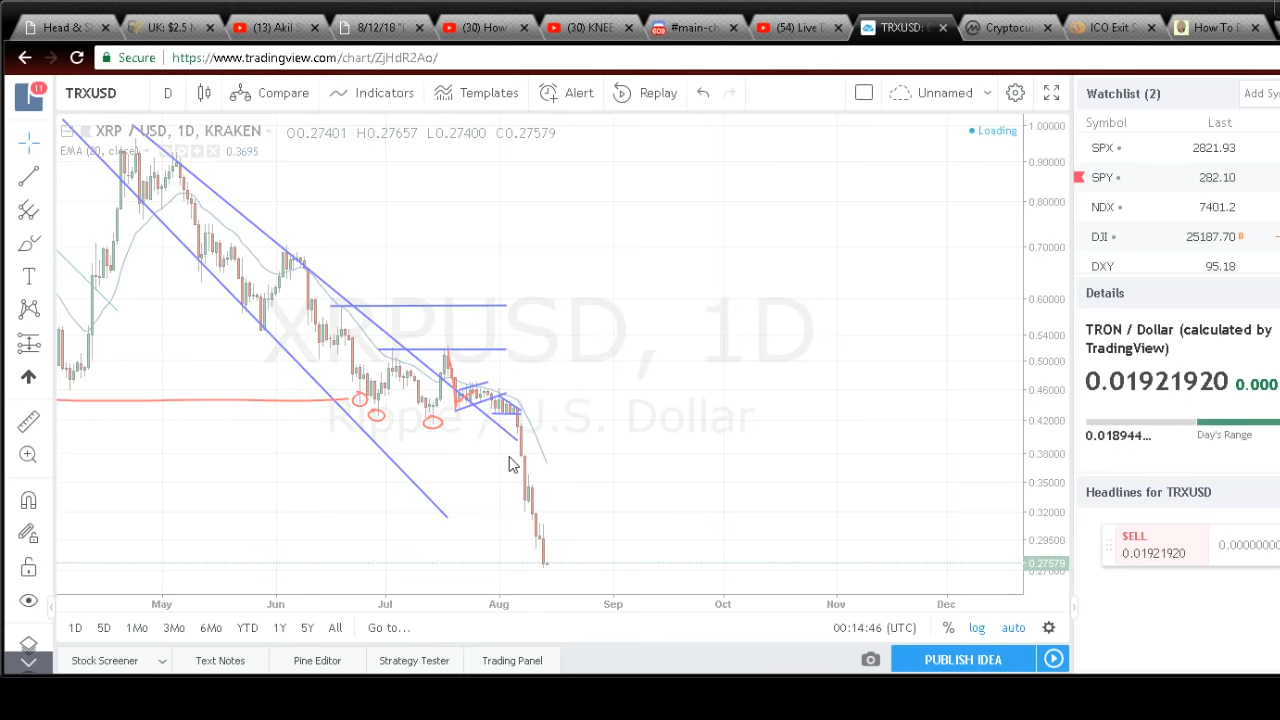 Head & S
UK: $2.5 M
(13) Akil S
8/12/18 "L
(30) How
(30) KNEE
#main-ch
(54) Live E
TRXUSD: (
Cryptocur
ICO Exit S
How To E
Secure https://www.tradingview.com/chart/ZjHdR2Ao/
11
TRXUSD D Compare Indicators Templates Alert Replay Unnamed
Watchlist (2) Add Sy
Symbol Last
SPX 2821.93
SPY 282.10
NDX 7401.2
DJI 25187.70 D
DXY 95.18
XRP / USD, 1D, KRAKEN O0.27401 H0.27657 L0.27400 C0.27579
Loading
EMA (20, close) 0.3695
XRPUSD, 1D
Ripple / U.S. Dollar
1.00000
0.90000
0.80000
0.70000
0.60000
0.54000
0.50000
0.46000
0.42000
0.38000
0.35000
0.32000
0.29500
0.27579
May Jun Jul Aug Sep Oct Nov Dec
1D 5D 1Mo 3Mo 6Mo YTD 1Y 5Y All Go to... 00:14:46 (UTC) % log auto
Stock Screener Text Notes Pine Editor Strategy Tester Trading Panel PUBLISH IDEA
Details
TRON / Dollar (calculated by
TradingView)
0.01921920 0.000
0.018944...
Day's Range
Headlines for TRXUSD
SELL
0.01921920
0.0000000